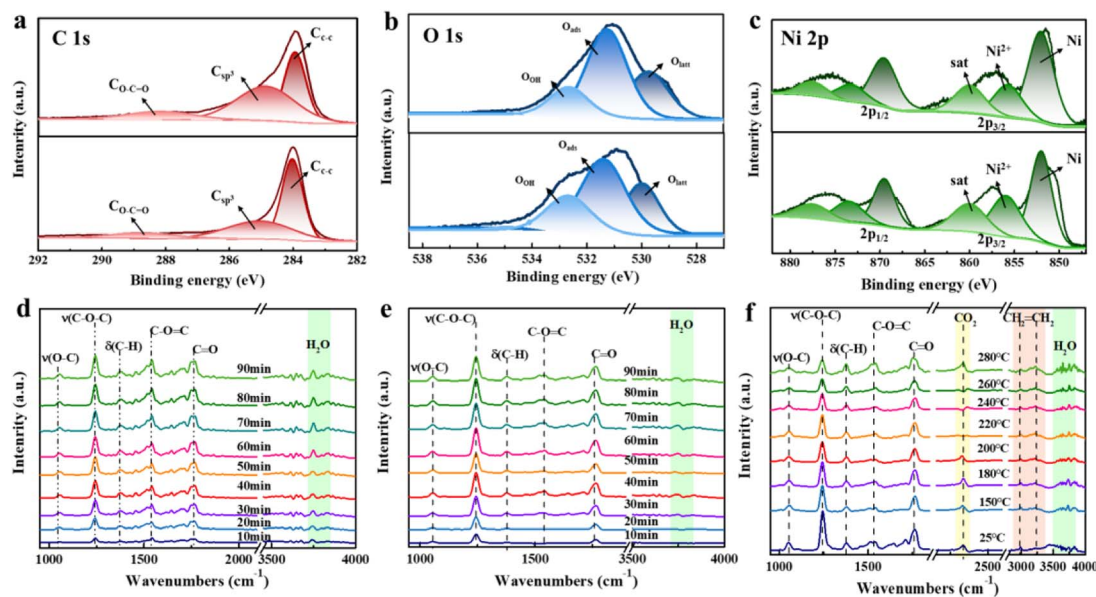 a
C 1s
C_C-C
C_sp³
C_O-C=O
C_C-C
C_sp³
C_O-C=O
292 290 288 286 284 282
Binding energy (eV)
Intenrity (a.u.)
b
O 1s
O_ads
O_latt
O_OH
O_ads
O_OH
O_latt
538 536 534 532 530 528
Binding energy (eV)
Intenrity (a.u.)
c
Ni 2p
Ni
Ni²⁺
sat
2p₁/₂
2p₃/₂
Ni
Ni²⁺
sat
2p₁/₂
2p₃/₂
880 875 870 865 860 855 850
Binding energy (eV)
Intenrity (a.u.)
d
ν(C-O-C)
C-O=C
H₂O
ν(O-C)
δ(C-H)
C=O
90min
80min
70min
60min
50min
40min
30min
20min
10min
1000 1500 2000 3500 4000
Wavenumbers (cm⁻¹)
Intenrity (a.u.)
e
ν(C-O-C)
C-O=C
H₂O
δ(C-H)
C=O
ν(O-C)
90min
80min
70min
60min
50min
40min
30min
20min
10min
1000 1500 3500 4000
Wavenumbers (cm⁻¹)
Intenrity (a.u.)
f
ν(C-O-C)
CO₂
CH₂=CH₂
C-O=C
H₂O
ν(O-C)
δ(C-H)
C=O
280°C
260°C
240°C
220°C
200°C
180°C
150°C
25°C
1000 1500 2500 3000 3500 4000
Wavenumbers (cm⁻¹)
Intenrity (a.u.)